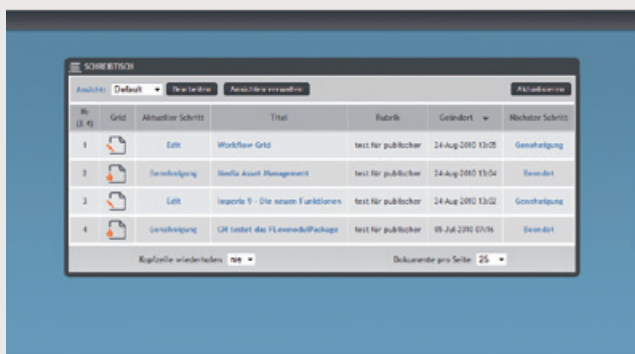 SCHREIBTISCH
Ansicht: Default Bearbeiten Ansichten verwalten Aktualisieren
Nr (Σ 4) Grid Aktueller Schritt Titel Rubrik Geändert Nächster Schritt
1 Edit Workflow Grid test für publischer 24-Aug-2010 13:05 Genehmigung
2 Genehmigung Media Asset Management test für publischer 24-Aug-2010 13:04 Beendet
3 Edit Imperia 9 - Die neuen Funktionen test für publischer 24-Aug-2010 13:02 Genehmigung
4 Genehmigung testet das test für publischer 05-Jul-2010 07:16 Beendet
Kopfzeile wiederholen nie Dokumente pro Seite 25